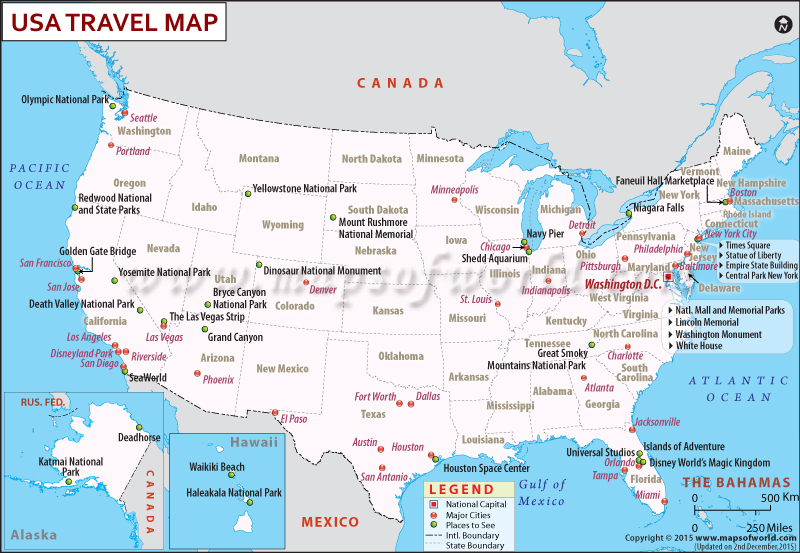 USA TRAVEL MAP
N
CANADA
Olympic National Park
Seattle
Washington
Portland
PACIFIC
OCEAN
Oregon
Redwood National
and State Parks
Idaho
Montana
North Dakota
Minnesota
Minneapolis
Yellowstone National Park
Wyoming
South Dakota
Mount Rushmore
National Memorial
Nebraska
Wisconsin
Michigan
Detroit
Iowa
Navy Pier
Chicago
Shedd Aquarium
Illinois
Indiana
Indianapolis
Ohio
Maine
Vermont
New Hampshire
Faneuil Hall Marketplace
Boston
Massachusetts
New York
Niagara Falls
Rhode Island
Connecticut
New York City
Pennsylvania
Philadelphia
New
Jersey
Pittsburgh
Maryland
Baltimore
Washington D.C.
Delaware
West Virginia
Virginia
Times Square
Statue of Liberty
Empire State Building
Central Park New York
Natl. Mall and Memorial Parks
Lincoln Memorial
Washington Monument
White House
Golden Gate Bridge
San Francisco
San Jose
Yosemite National Park
Nevada
Utah
Dinosaur National Monument
Denver
Colorado
Bryce Canyon
National Park
Death Valley National Park
The Las Vegas Strip
Las Vegas
Grand Canyon
California
Los Angeles
Disneyland Park
Riverside
San Diego
SeaWorld
Arizona
Phoenix
New Mexico
El Paso
Kansas
Missouri
St. Louis
Kentucky
Tennessee
Great Smoky
Mountains National Park
North Carolina
Charlotte
South
Carolina
Oklahoma
Arkansas
Mississippi
Alabama
Georgia
Atlanta
Fort Worth
Dallas
Texas
Austin
Houston
San Antanio
Houston Space Center
Louisiana
Jacksonville
Islands of Adventure
Universal Studios
Orlando
Disney World's Magic Kingdom
Tampa
Florida
Miami
ATLANTIC
OCEAN
THE BAHAMAS
Gulf of
Mexico
MEXICO
RUS. FED.
Deadhorse
Katmai National
Park
CANADA
Alaska
Hawaii
Waikiki Beach
Haleakala National Park
LEGEND
National Capital
Major Cities
Places to See
Intl. Boundary
State Boundary
0 500 Km
0 250 Miles
Copyright © 2015 www.mapsofworld.com
(Updated on 2nd December, 2015)
www.mapsofworld.com